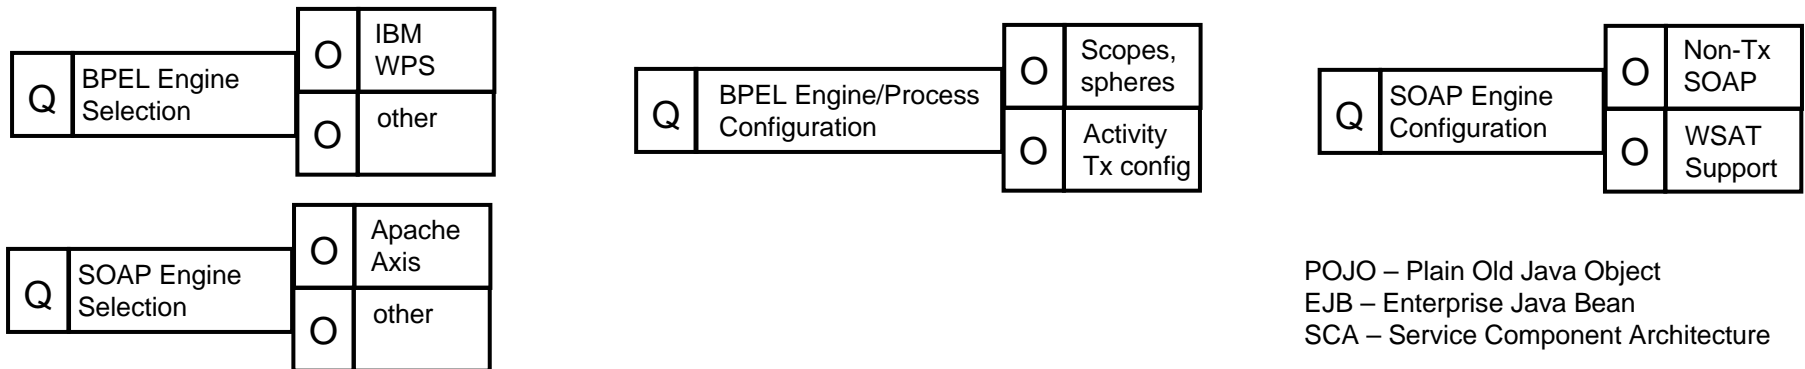 Q
BPEL Engine
Selection
O
IBM
WPS
O
other
Q
BPEL Engine/Process
Configuration
O
Scopes,
spheres
O
Activity
Tx config
Q
SOAP Engine
Configuration
O
Non-Tx
SOAP
O
WSAT
Support
Q
SOAP Engine
Selection
O
Apache
Axis
O
other
POJO – Plain Old Java Object
EJB – Enterprise Java Bean
SCA – Service Component Architecture